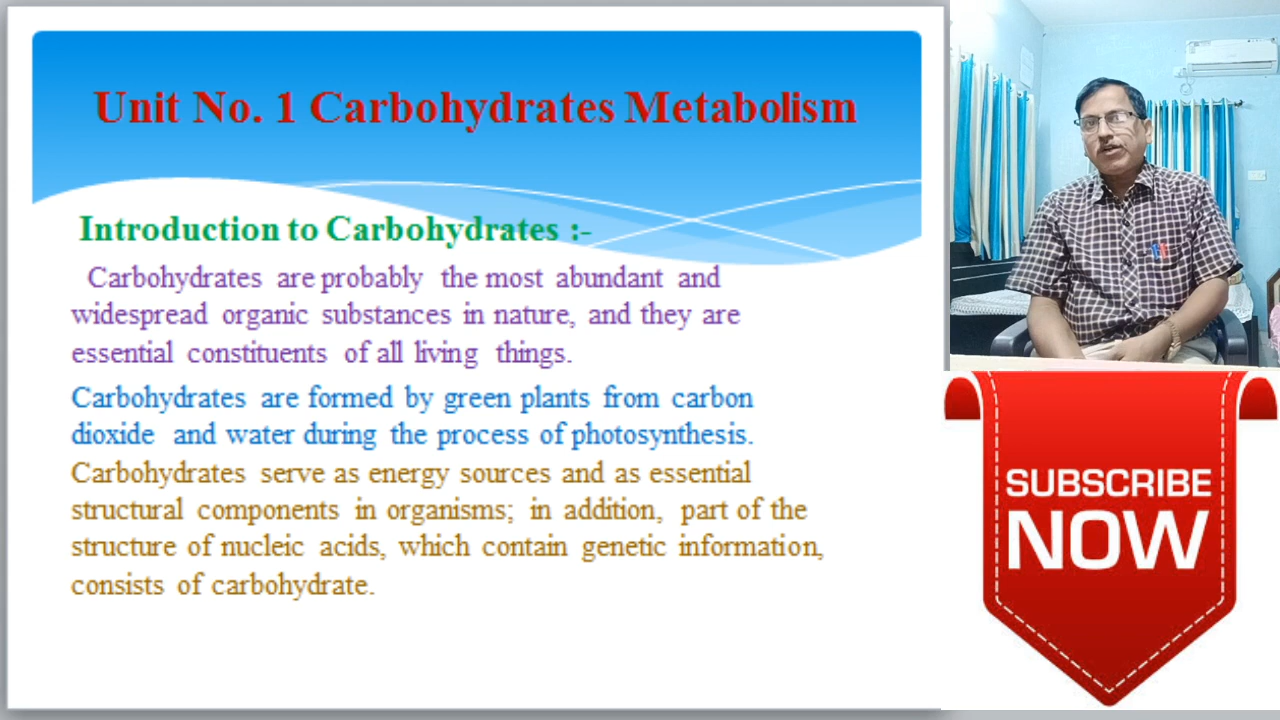 Unit No. 1 Carbohydrates Metabolism
Introduction to Carbohydrates :-
Carbohydrates are probably the most abundant and
widespread organic substances in nature, and they are
essential constituents of all living things.
Carbohydrates are formed by green plants from carbon
dioxide and water during the process of photosynthesis.
Carbohydrates serve as energy sources and as essential
structural components in organisms; in addition, part of the
structure of nucleic acids, which contain genetic information,
consists of carbohydrate.
SUBSCRIBE
NOW